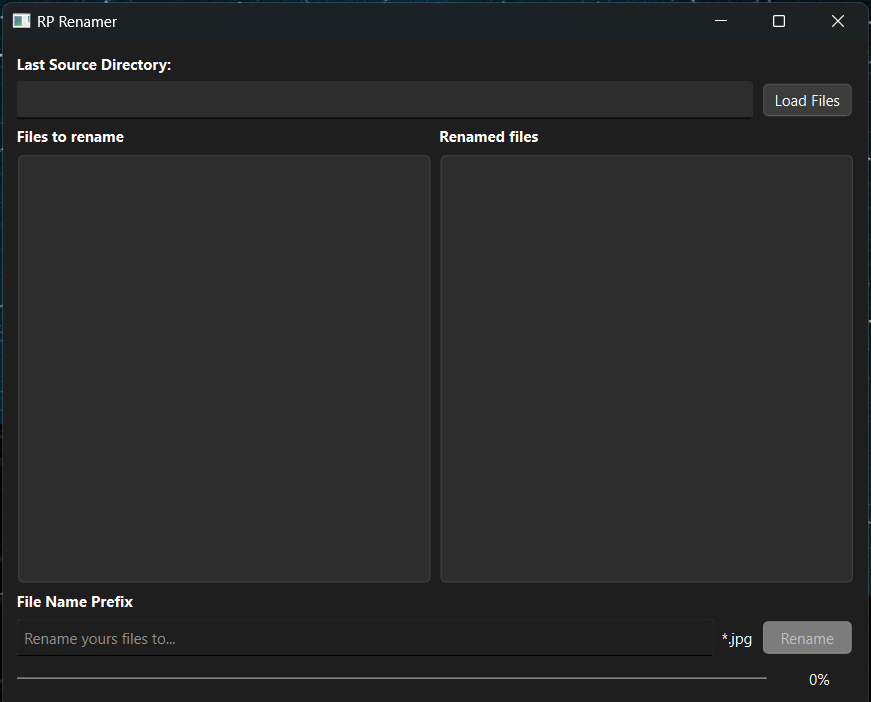 RP Renamer
Last Source Directory:
Load Files
Files to rename
Renamed files
File Name Prefix
Rename yours files to...
*.jpg
Rename
0%